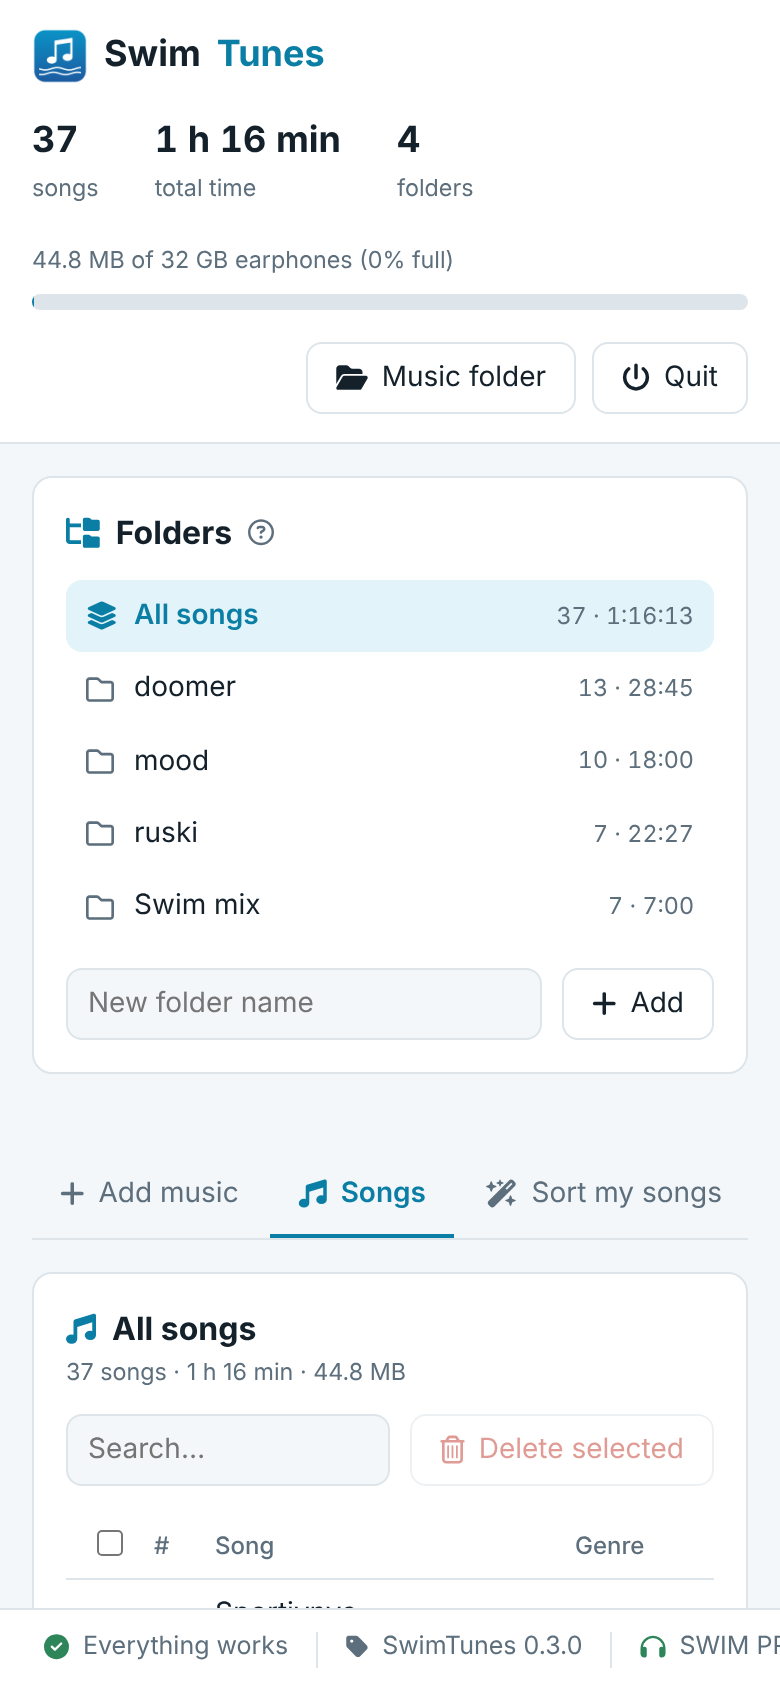 Swim Tunes
37 1 h 16 min 4
songs total time folders
44.8 MB of 32 GB earphones (0% full)
Music folder Quit
Folders
All songs 37 · 1:16:13
doomer 13 · 28:45
mood 10 · 18:00
ruski 7 · 22:27
Swim mix 7 · 7:00
New folder name + Add
+ Add music Songs Sort my songs
All songs
37 songs · 1 h 16 min · 44.8 MB
Search... Delete selected
# Song Genre
Everything works SwimTunes 0.3.0 SWIM